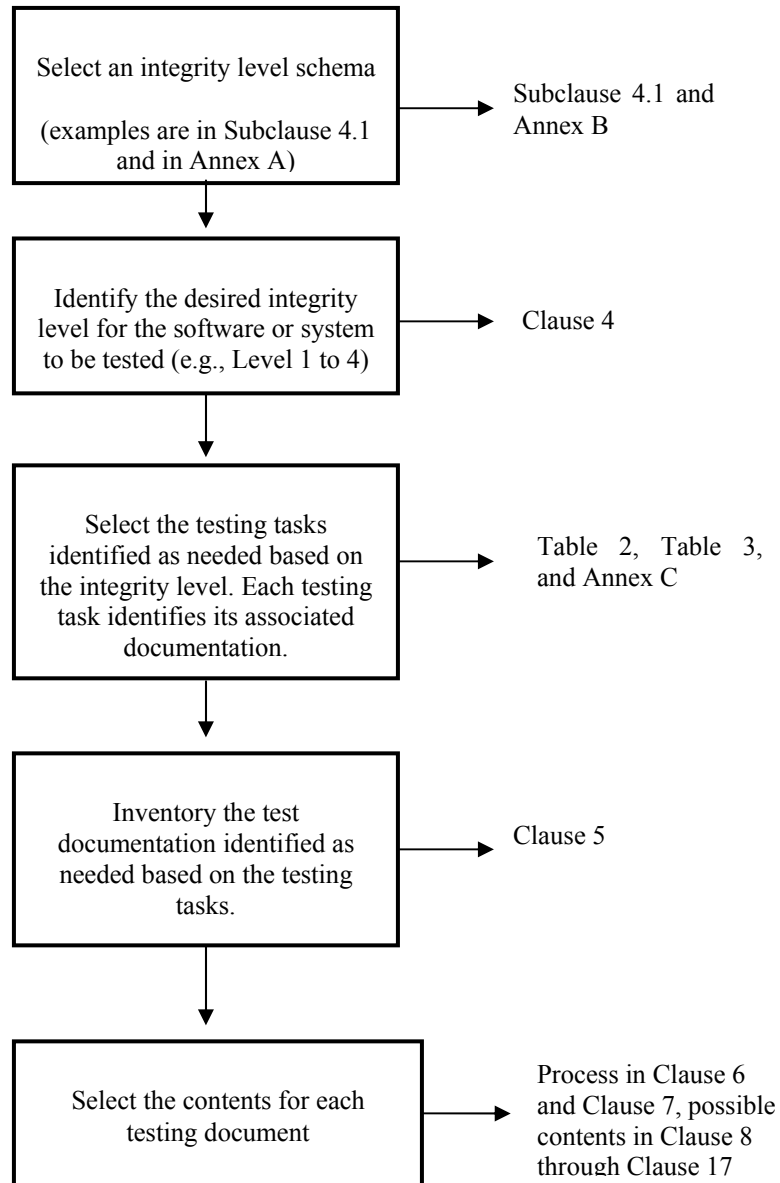 Select an integrity level schema
(examples are in Subclause 4.1
and in Annex A)
Subclause 4.1 and
Annex B
Identify the desired integrity
level for the software or system
to be tested (e.g., Level 1 to 4)
Clause 4
Select the testing tasks
identified as needed based on
the integrity level. Each testing
task identifies its associated
documentation.
Table 2, Table 3,
and Annex C
Inventory the test
documentation identified as
needed based on the testing
tasks.
Clause 5
Select the contents for each
testing document
Process in Clause 6
and Clause 7, possible
contents in Clause 8
through Clause 17